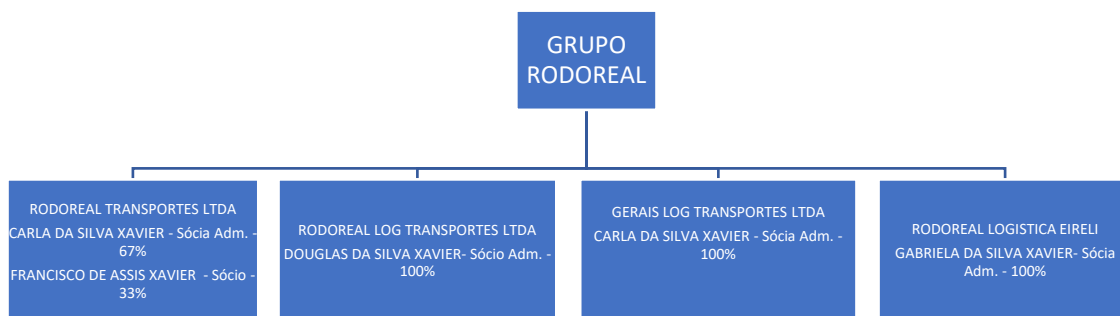 GRUPO
RODOREAL
RODOREAL TRANSPORTES LTDA
CARLA DA SILVA XAVIER - Sócia Adm. -
67%
FRANCISCO DE ASSIS XAVIER  - Sócio -
33%
RODOREAL LOG TRANSPORTES LTDA
DOUGLAS DA SILVA XAVIER- Sócio Adm. -
100%
GERAIS LOG TRANSPORTES LTDA
CARLA DA SILVA XAVIER - Sócia Adm. -
100%
RODOREAL LOGISTICA EIRELI
GABRIELA DA SILVA XAVIER- Sócia
Adm. - 100%